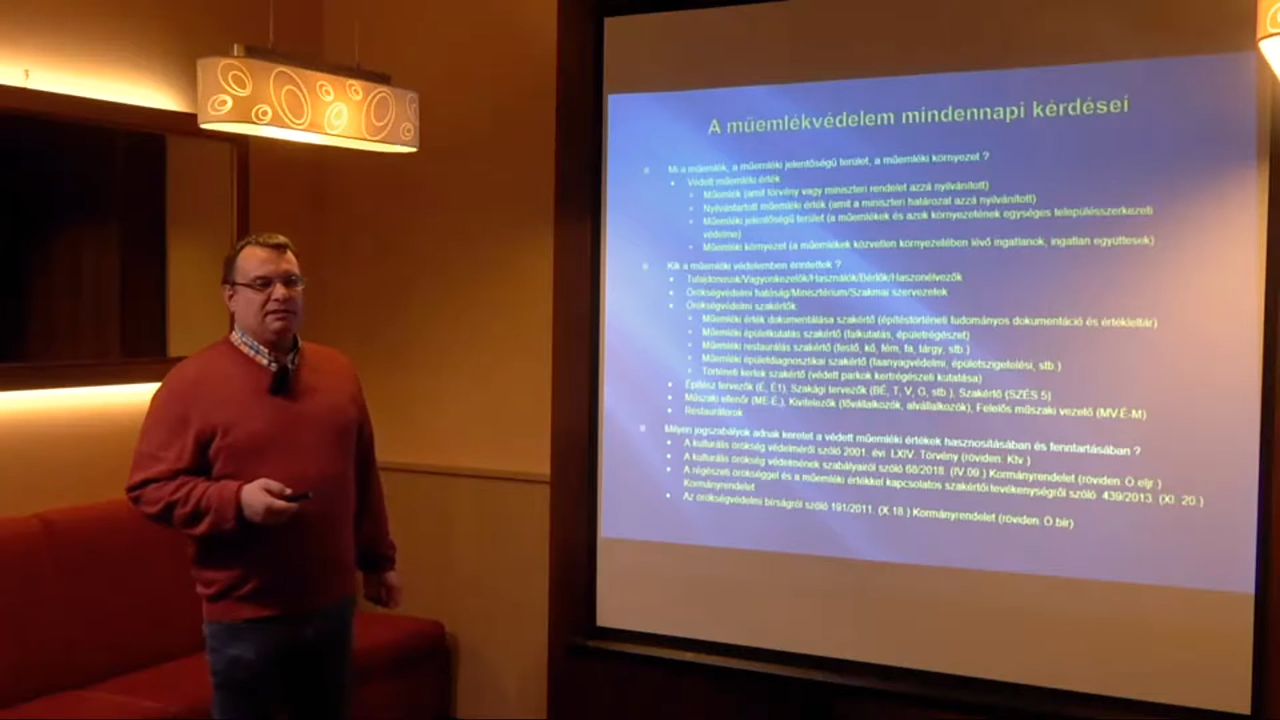 A műemlékvédelem mindennapi kérdései
Mi a műemlék, a műemléki jelentőségű terület, a műemléki környezet ?
Védett műemléki érték
Műemlék (amit törvény vagy miniszteri rendelet azzá nyilvánított)
Nyilvántartott műemléki érték (amit a miniszteri határozat azzá nyilvánított)
Műemléki jelentőségű terület (a műemlékek és azok környezetének egységes településszerkezeti
védelme)
Műemléki környezet (a műemlékek közvetlen környezetében lévő ingatlanok, ingatlan együttesek)
Kik a műemléki védelemben érintettek ?
Tulajdonosok/Vagyonkezelők/Használók/Bérlők/Haszonélvezők
Örökségvédelmi hatóság/Minisztérium/Szakmai szervezetek
Örökségvédelmi szakértők
Műemléki érték dokumentálása szakértő (építéstörténeti tudományos dokumentáció és értékleltár)
Műemléki épületkutatás szakértő (falkutatás, épületrégészet)
Műemléki restaurálás szakértő (festő, kő, fém, fa, tárgy, stb.)
Műemléki épületdiagnosztikai szakértő (faanyagvédelmi, épületszigetelési, stb.)
Történeti kertek szakértő (védett parkok kertrégészeti kutatása)
Építész tervezők (É, É1), Szakági tervezők (BÉ, T, V, G, stb.), Szakértő (SZÉS 5)
Műszaki ellenőr (ME-É,), Kivitelezők (fővállalkozók, alvállalkozók), Felelős műszaki vezető (MV-É-M)
Restaurátorok
Milyen jogszabályok adnak keretet a védett műemléki értékek hasznosításában és fenntartásában ?
A kulturális örökség védelméről szóló 2001. évi LXIV. Törvény (röviden: Ktv.)
A kulturális örökség védelmének szabályairól szóló 68/2018. (IV.09.) Kormányrendelet (röviden: Ö eljr.)
A régészeti örökséggel és a műemléki értékkel kapcsolatos szakértői tevékenységről szóló 439/2013. (XI. 20.)
Kormányrendelet
Az örökségvédelmi bírságról szóló 191/2011. (X.18.) Kormányrendelet (röviden: Ö.bír)